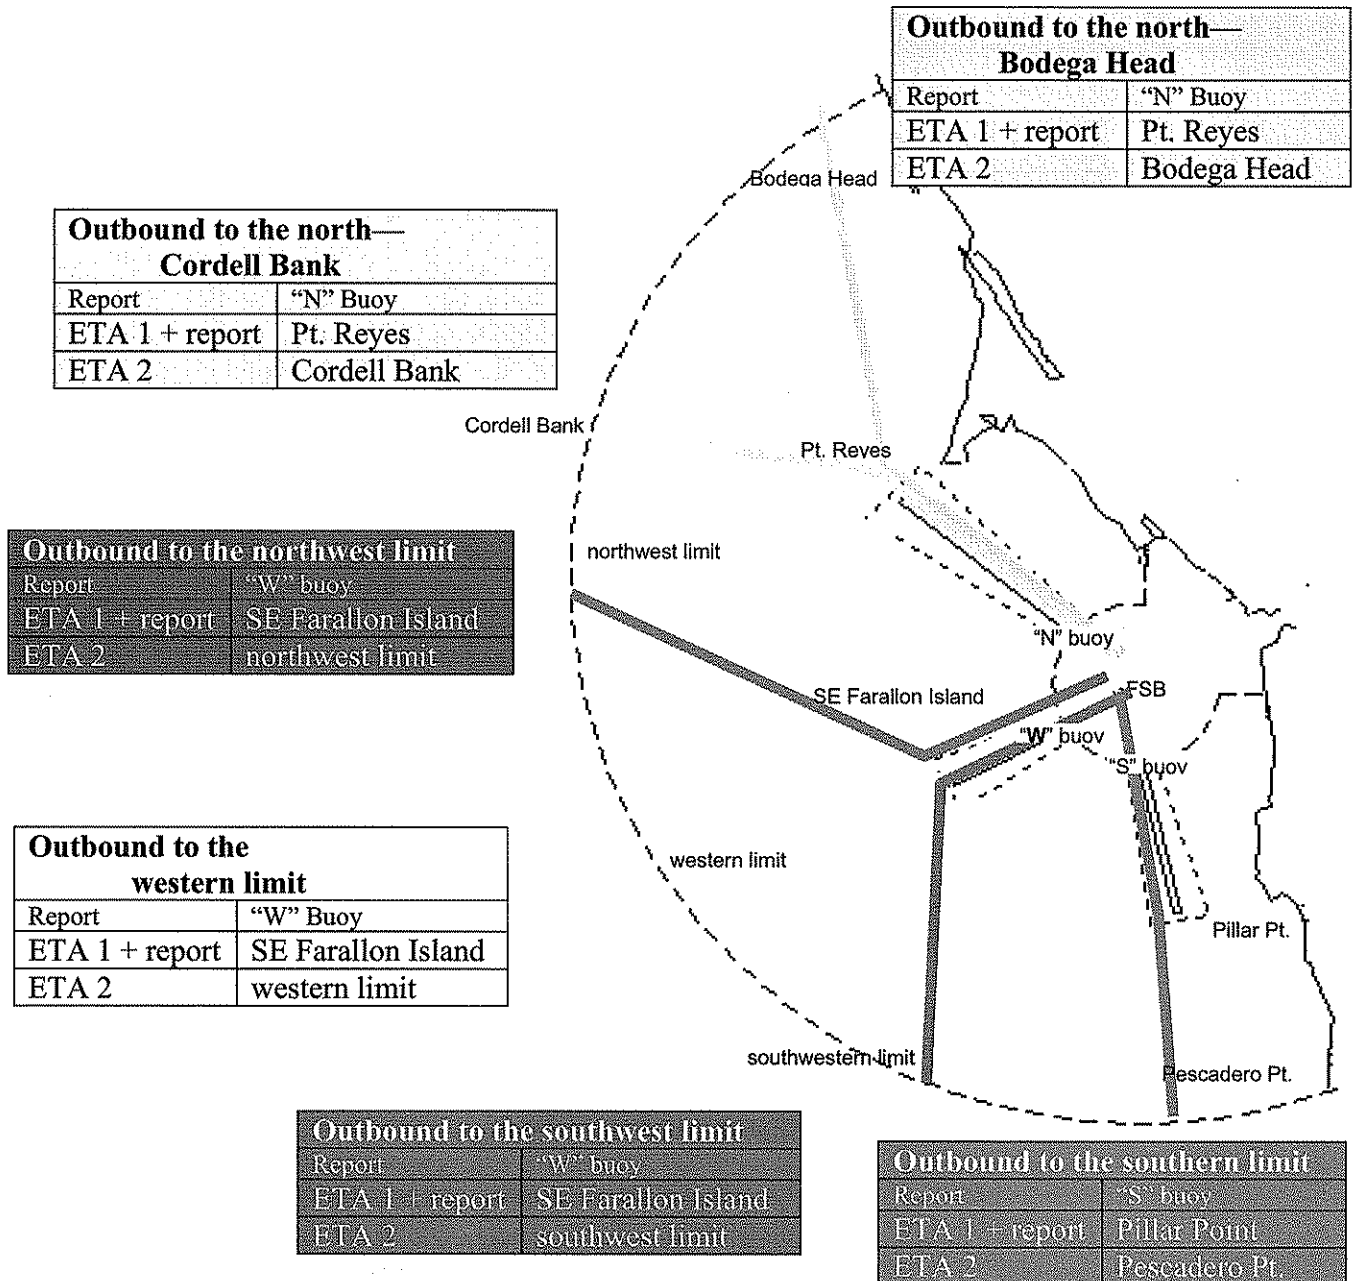 Outbound to the north—
Bodega Head
Report "N" Buoy
ETA 1 + report Pt. Reyes
ETA 2 Bodega Head
Bodega Head
Outbound to the north—
Cordell Bank
Report "N" Buoy
ETA 1 + report Pt. Reyes
ETA 2 Cordell Bank
Cordell Bank
Pt. Reyes
Outbound to the northwest limit
Report "W" buoy
ETA 1 + report SE Farallon Island
ETA 2 northwest limit
northwest limit
"N" buoy
SE Farallon Island
FSB
"W" buoy
"S" buoy
Outbound to the
western limit
Report "W" Buoy
ETA 1 + report SE Farallon Island
ETA 2 western limit
western limit
Pillar Pt.
southwestern limit
Pescadero Pt.
Outbound to the southwest limit
Report "W" buoy
ETA 1 + report SE Farallon Island
ETA 2 southwest limit
Outbound to the southern limit
Report "S" buoy
ETA 1 + report Pillar Point
ETA 2 Pescadero Pt.